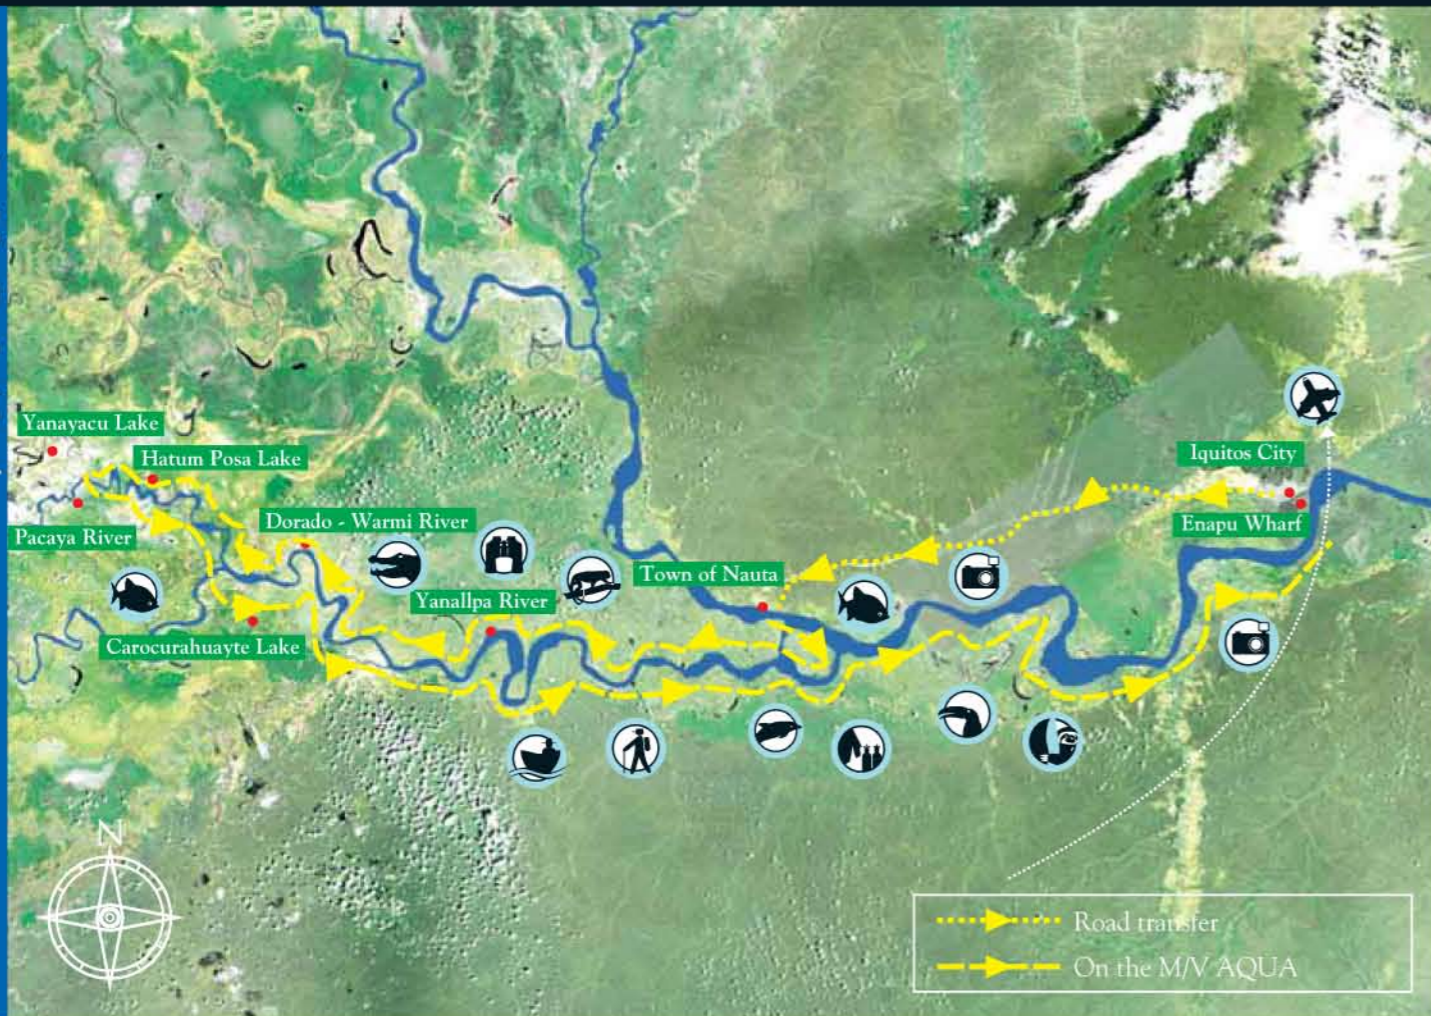 Yanayacu Lake
Hatum Posa Lake
Pacaya River
Dorado - Warmi River
Yanallpa River
Carocurahuayte Lake
Town of Nauta
Iquitos City
Enapu Wharf
N
Road transfer
On the M/V AQUA